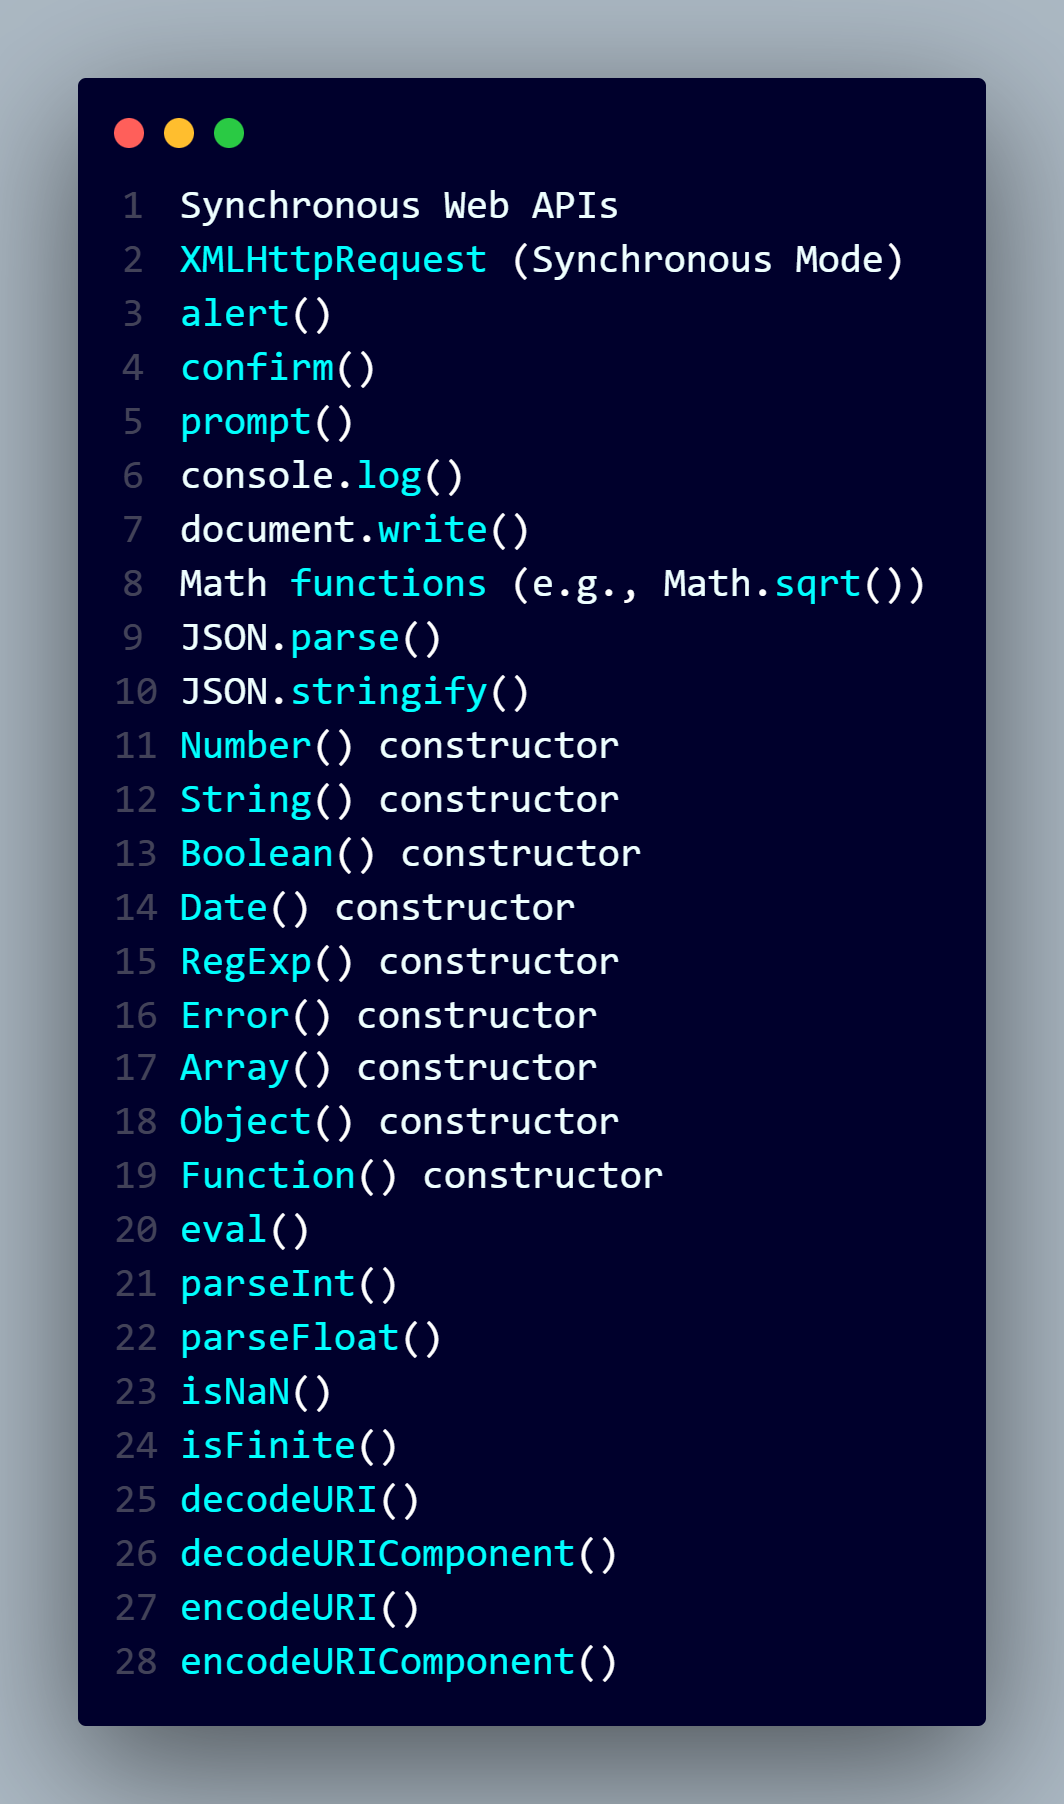 1 Synchronous Web APIs
2 XMLHttpRequest (Synchronous Mode)
3 alert()
4 confirm()
5 prompt()
6 console.log()
7 document.write()
8 Math functions (e.g., Math.sqrt())
9 JSON.parse()
10 JSON.stringify()
11 Number() constructor
12 String() constructor
13 Boolean() constructor
14 Date() constructor
15 RegExp() constructor
16 Error() constructor
17 Array() constructor
18 Object() constructor
19 Function() constructor
20 eval()
21 parseInt()
22 parseFloat()
23 isNaN()
24 isFinite()
25 decodeURI()
26 decodeURIComponent()
27 encodeURI()
28 encodeURIComponent()